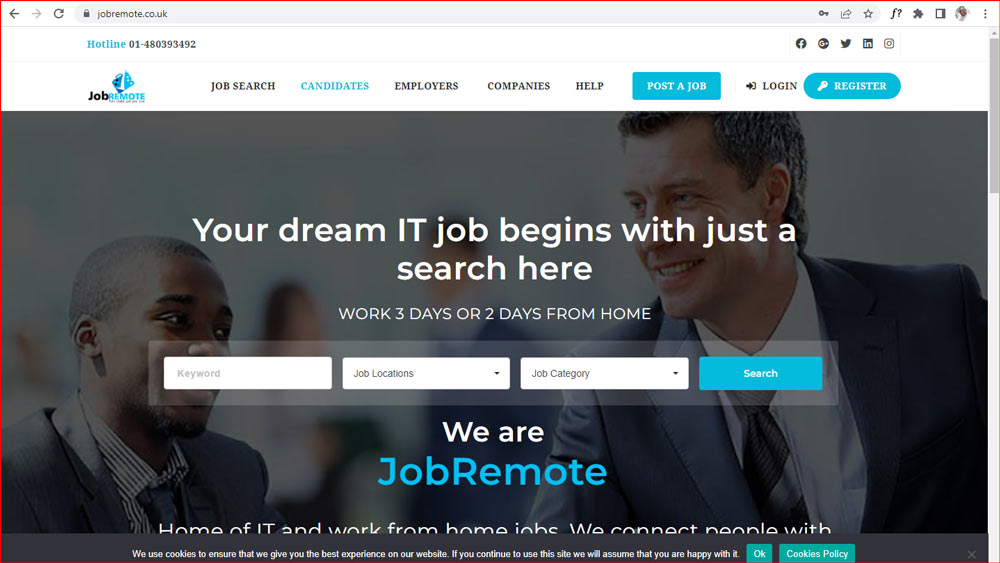 jobremote.co.uk
f?
Hotline 01-480393492
JobREMOTE
JOB SEARCH
CANDIDATES
EMPLOYERS
COMPANIES
HELP
POST A JOB
LOGIN
REGISTER
Your dream IT job begins with just a
search here
WORK 3 DAYS OR 2 DAYS FROM HOME
Keyword
Job Locations
Job Category
Search
We are
JobRemote
Home of IT and work from home jobs. We connect people with
We use cookies to ensure that we give you the best experience on our website. If you continue to use this site we will assume that you are happy with it.
Ok
Cookies Policy